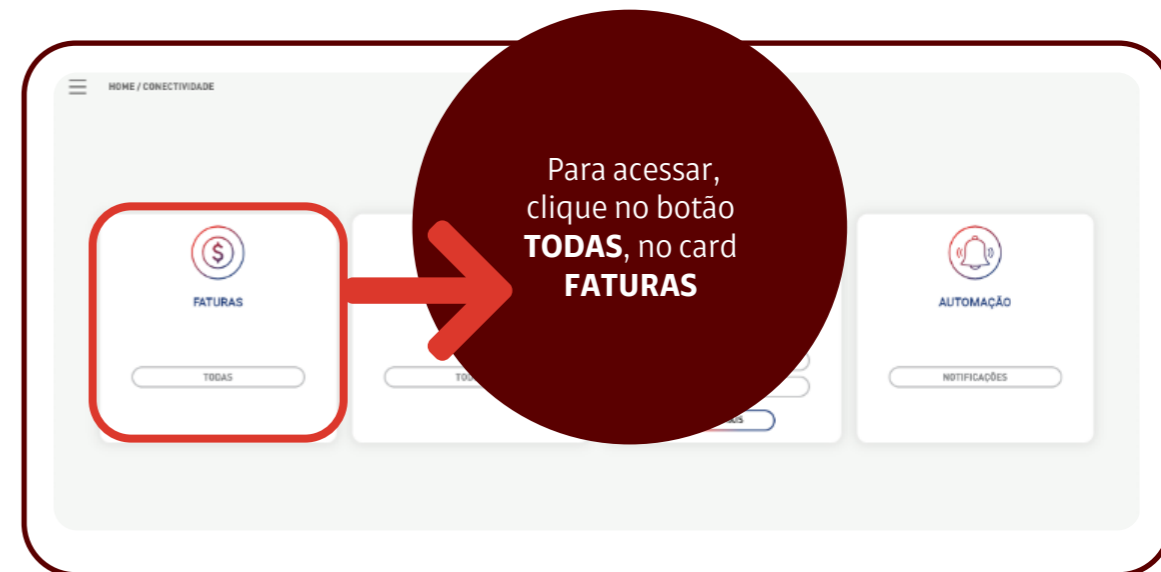 HOME / CONECTIVIDADE
Para acessar,
clique no botão
TODAS, no card
FATURAS
FATURAS
AUTOMAÇÃO
TODAS
NOTIFICAÇÕES